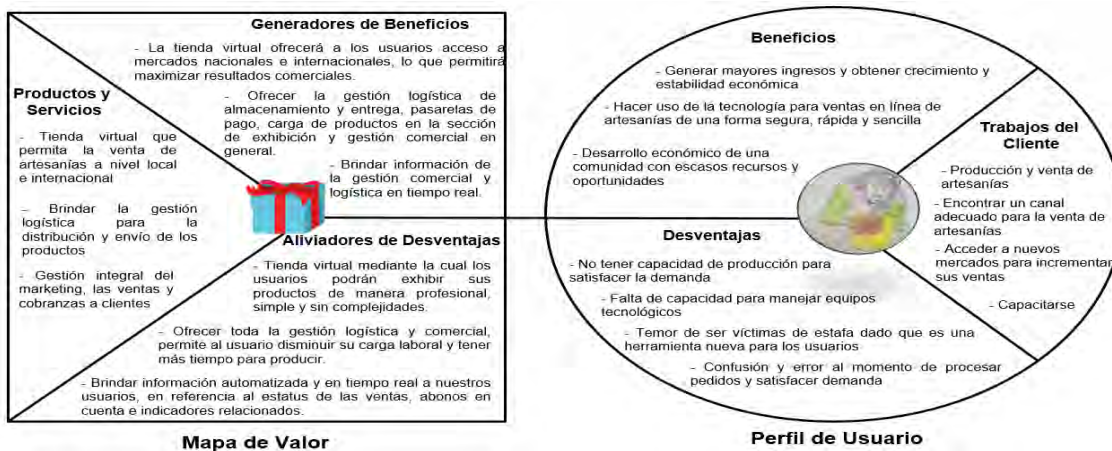 Generadores de Beneficios
- La tienda virtual ofrecerá a los usuarios acceso a
mercados nacionales e internacionales, lo que permitirá
maximizar resultados comerciales.
- Ofrecer la gestión logística de
almacenamiento y entrega, pasarelas de
pago, carga de productos en la sección
de exhibición y gestión comercial en
general.
- Brindar información de
la gestión comercial y
logística en tiempo real.
Productos y
Servicios
- Tienda virtual que
permita la venta de
artesanías a nivel local
e internacional
- Brindar la gestión
logística para la
distribución y envío de los
productos
- Gestión integral del
marketing, las ventas y
cobranzas a clientes
Aliviadores de Desventajas
- Tienda virtual mediante la cual los
usuarios podrán exhibir sus
productos de manera profesional,
simple y sin complejidades.
- Ofrecer toda la gestión logística y comercial,
permite al usuario disminuir su carga laboral y tener
más tiempo para producir.
- Brindar información automatizada y en tiempo real a nuestros
usuarios, en referencia al estatus de las ventas, abonos en
cuenta e indicadores relacionados.
Mapa de Valor
Beneficios
- Generar mayores ingresos y obtener crecimiento y
estabilidad económica
- Hacer uso de la tecnología para ventas en línea de
artesanías de una forma segura, rápida y sencilla
- Desarrollo económico de una
comunidad con escasos recursos y
oportunidades
Trabajos del
Cliente
- Producción y venta de
artesanías
- Encontrar un canal
adecuado para la venta de
artesanías
- Acceder a nuevos
mercados para incrementar
sus ventas
- Capacitarse
Desventajas
- No tener capacidad de producción para
satisfacer la demanda
- Falta de capacidad para manejar equipos
tecnológicos
- Temor de ser víctimas de estafa dado que es una
herramienta nueva para los usuarios
- Confusión y error al momento de procesar
pedidos y satisfacer demanda
Perfil de Usuario